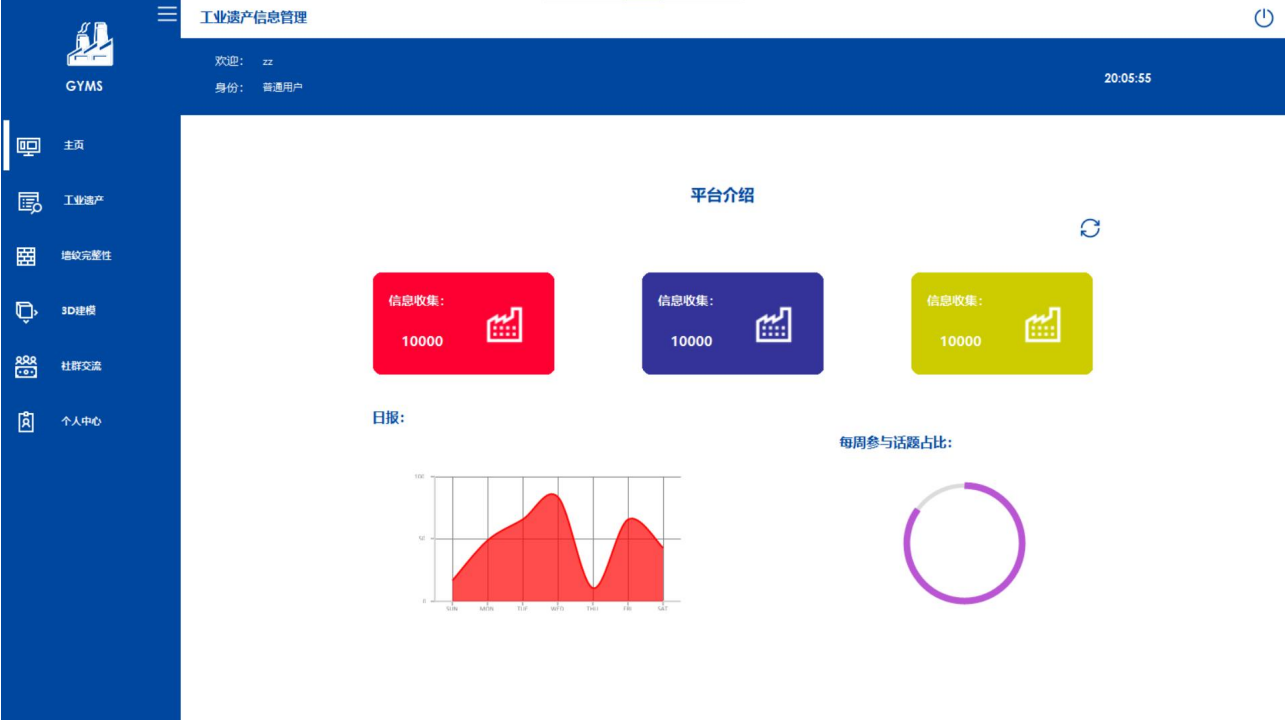 工业遗产信息管理
GYMS
欢迎： zz
身份： 普通用户
20:05:55
主页
工业遗产
墙纹完整性
3D建模
社群交流
个人中心
平台介绍
信息收集：
10000
信息收集：
10000
信息收集：
10000
日报：
每周参与话题占比：
100
50
0
SUN MON TUE WED THU FRI SAT